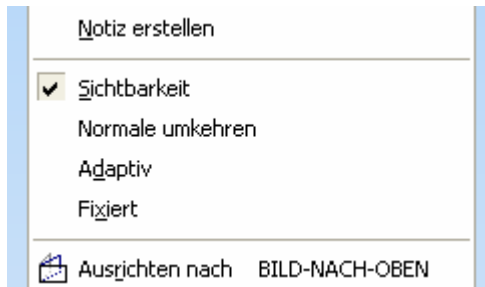 Notiz erstellen
Sichtbarkeit
Normale umkehren
Adaptiv
Fixiert
Ausrichten nach BILD-NACH-OBEN